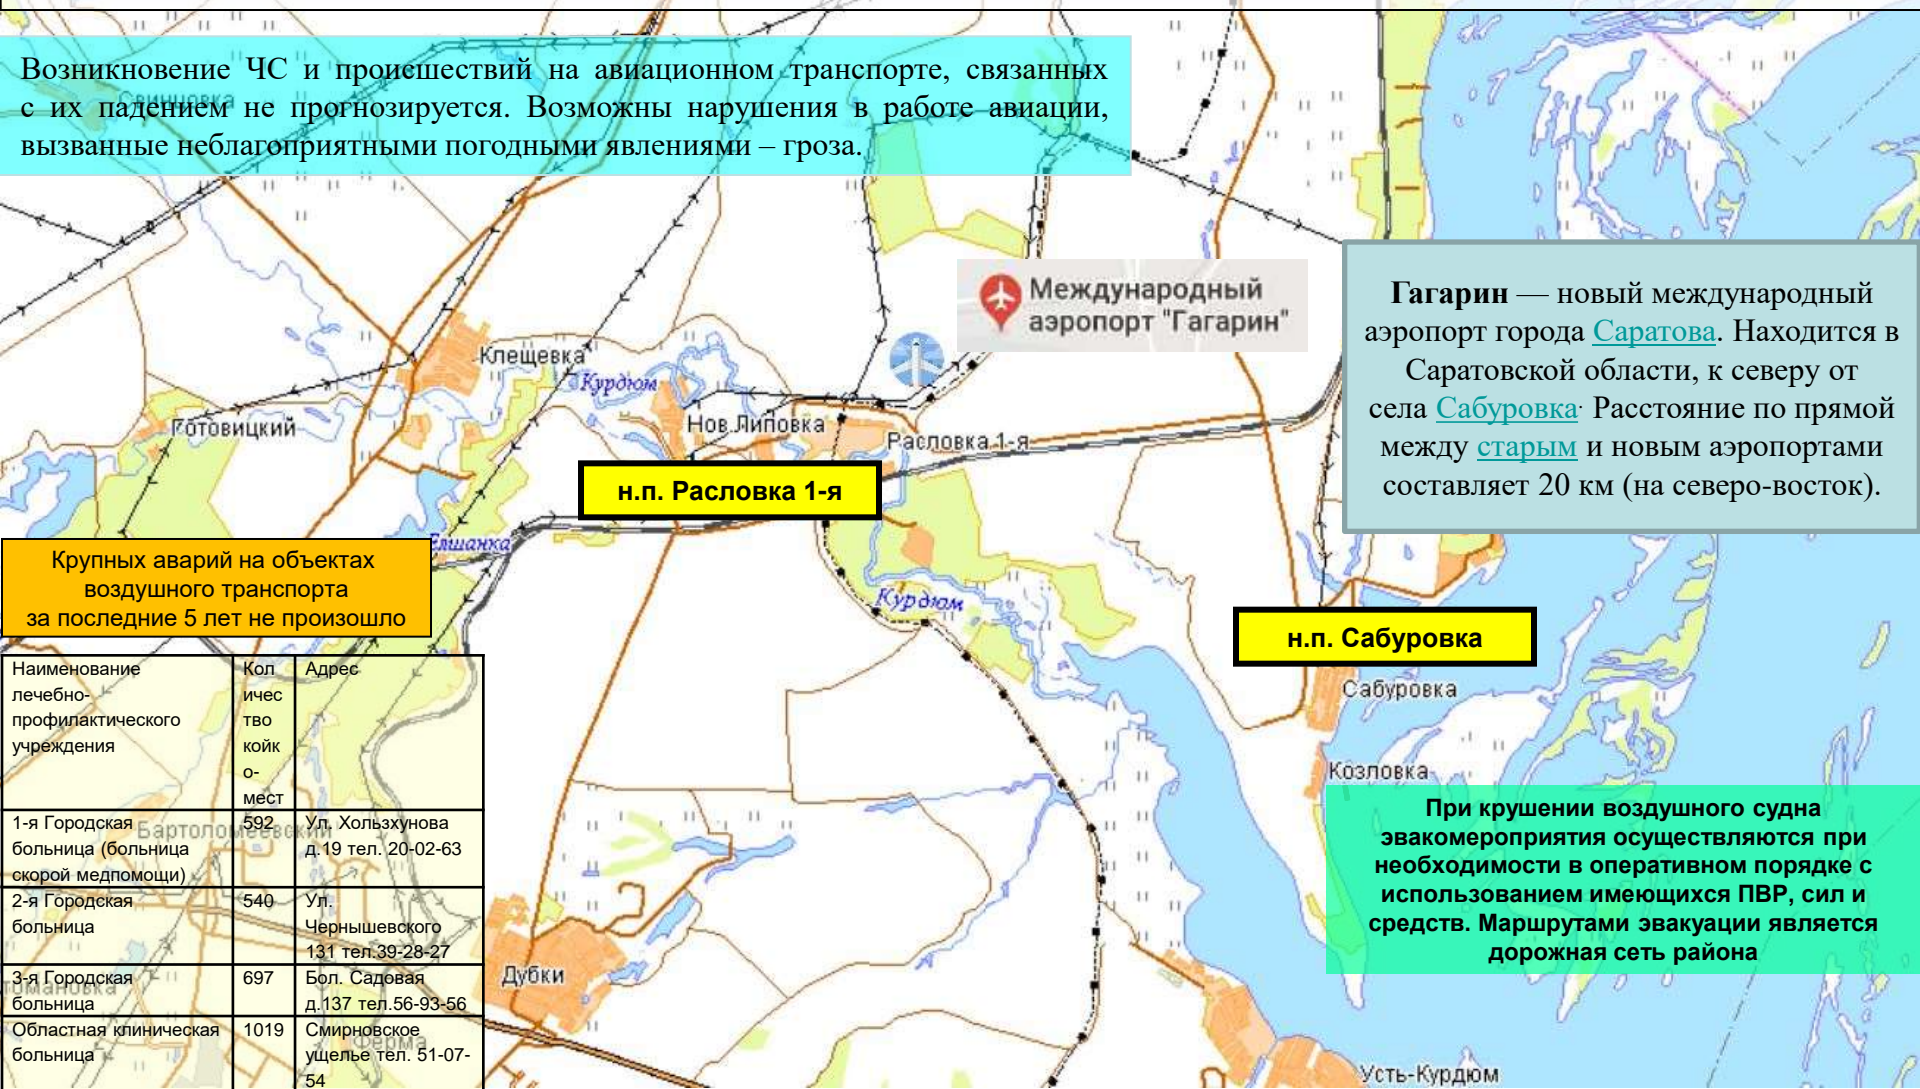 Возникновение ЧС и происшествий на авиационном транспорте, связанных
с их падением не прогнозируется. Возможны нарушения в работе авиации,
вызванные неблагоприятными погодными явлениями – гроза.
Свинцовка
Международный
аэропорт "Гагарин"
Гагарин — новый международный
аэропорт города Саратова. Находится в
Саратовской области, к северу от
села Сабуровка. Расстояние по прямой
между старым и новым аэропортами
составляет 20 км (на северо-восток).
Клещевка
Курдюм
Готовицкий
Нов.Липовка
Расловка 1-я
н.п. Расловка 1-я
Елшанка
Крупных аварий на объектах
воздушного транспорта
за последние 5 лет не произошло
Курдюм
н.п. Сабуровка
Сабуровка
Козловка
Наименование
лечебно-
профилактического
учреждения
Кол
ичес
тво
койк
о-
мест
Адрес
1-я Городская
больница (больница
скорой медпомощи)
592
Ул. Хользхунова
д.19 тел. 20-02-63
Бартоломеевский
2-я Городская
больница
540
Ул.
Чернышевского
131 тел.39-28-27
3-я Городская
больница
697
Бол. Садовая
д.137 тел.56-93-56
Областная клиническая
больница
1019
Смирновское
ущелье тел. 51-07-
54
Ферма
Дубки
При крушении воздушного судна
эвакомероприятия осуществляются при
необходимости в оперативном порядке с
использованием имеющихся ПВР, сил и
средств. Маршрутами эвакуации является
дорожная сеть района
Усть-Курдюм